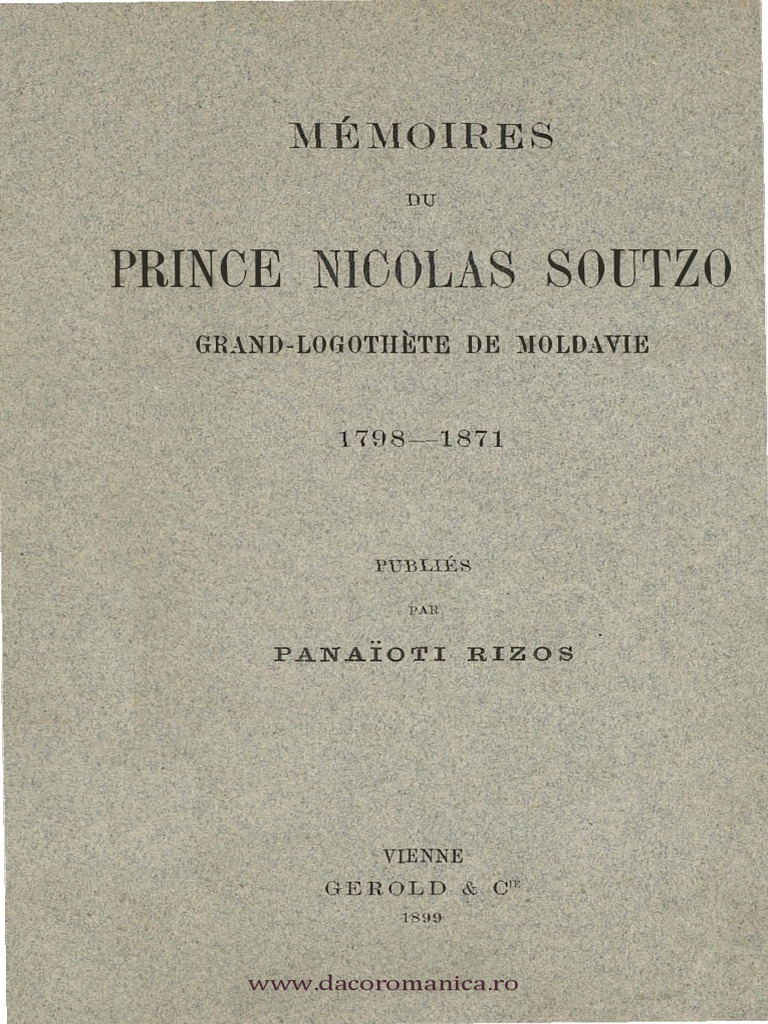 MÉMOIRES
DU
PRINCE NICOLAS SOUTZO
GRAND-LOGOTHÈTE DE MOLDAVIE
1798—1871
PUBLIÉS
PAR
PANAÏOTI RIZOS
VIENNE
GEROLD & CIE
1899
www.dacoromanica.ro